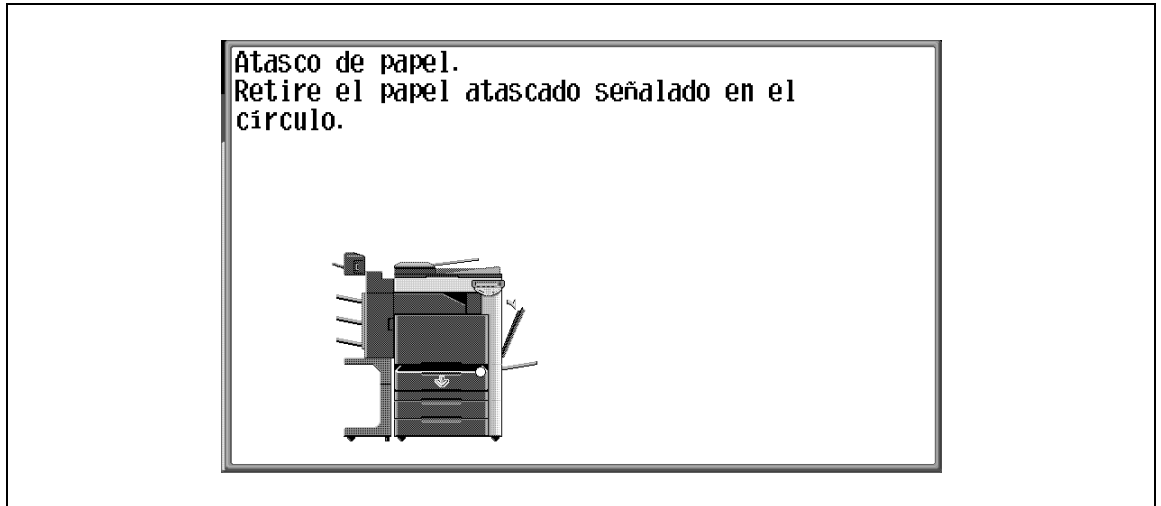 Atasco de papel.
Retire el papel atascado señalado en el
círculo.